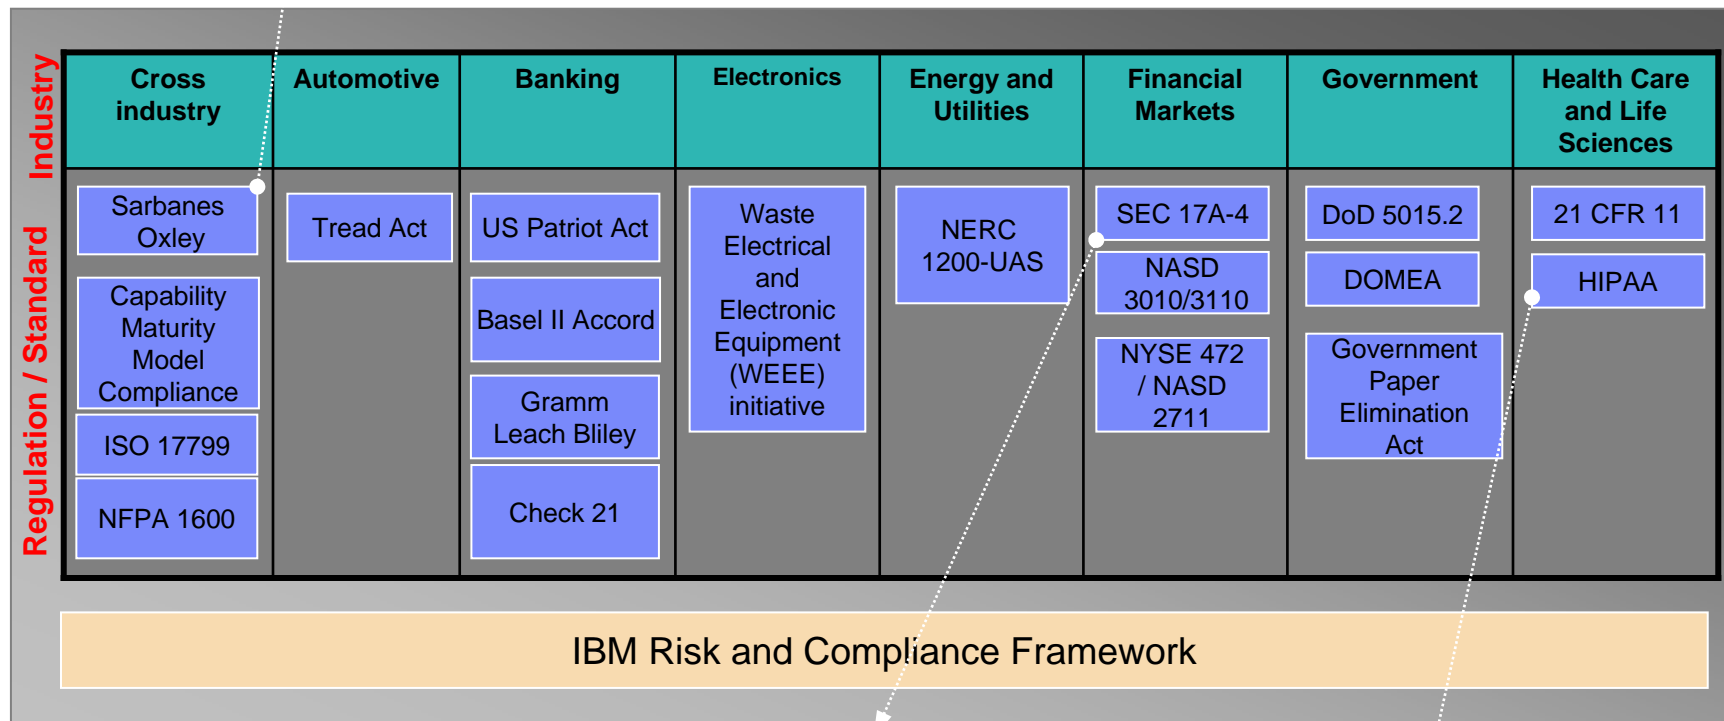 Industry
Cross
industry
Automotive
Banking
Electronics
Energy and
Utilities
Financial
Markets
Government
Health Care
and Life
Sciences
Regulation / Standard
Sarbanes
Oxley
Capability
Maturity
Model
Compliance
ISO 17799
NFPA 1600
Tread Act
US Patriot Act
Basel II Accord
Gramm
Leach Bliley
Check 21
Waste
Electrical
and
Electronic
Equipment
(WEEE)
initiative
NERC
1200-UAS
SEC 17A-4
NASD
3010/3110
NYSE 472
/ NASD
2711
DoD 5015.2
DOMEA
Government
Paper
Elimination
Act
21 CFR 11
HIPAA
IBM Risk and Compliance Framework